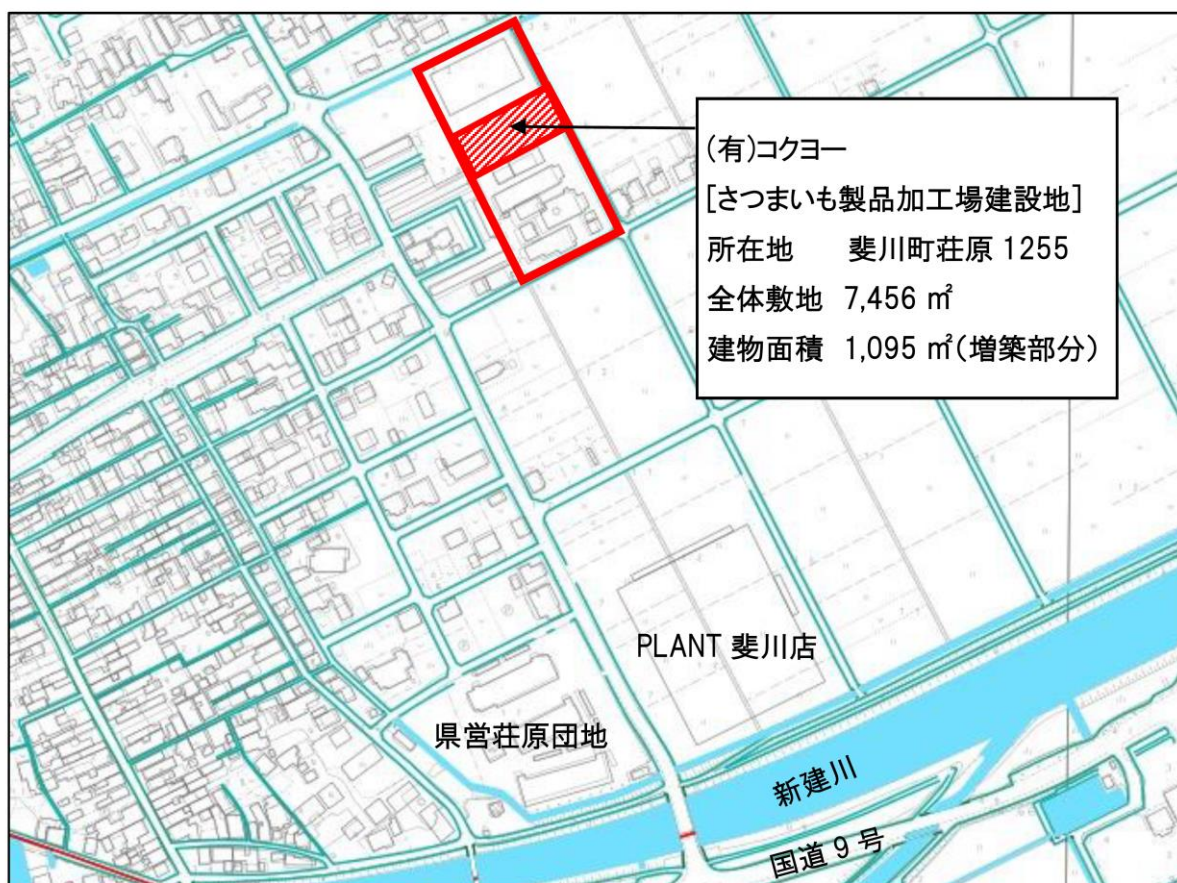 (有)コクヨー
[さつまいも製品加工場建設地]
所在地　　斐川町荘原 1255
全体敷地　7,456 ㎡
建物面積　1,095 ㎡(増築部分)
PLANT 斐川店
県営荘原団地
新建川
国道 9 号